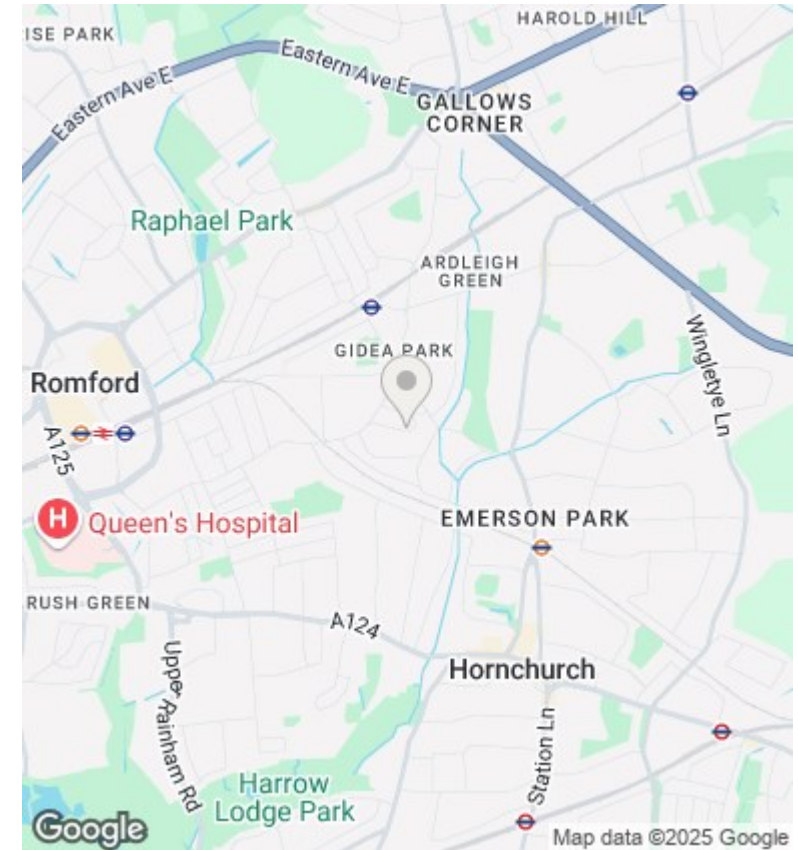 ISE PARK
HAROLD HILL
Eastern Ave E
Eastern Ave E
GALLOWS
CORNER
Raphael Park
ARDLEIGH
GREEN
GIDEA PARK
Wingletye Ln
Romford
A125
H Queen's Hospital
EMERSON PARK
RUSH GREEN
A124
Upper Rainham Rd
Hornchurch
Station Ln
Harrow
Lodge Park
Google
Map data ©2025 Google